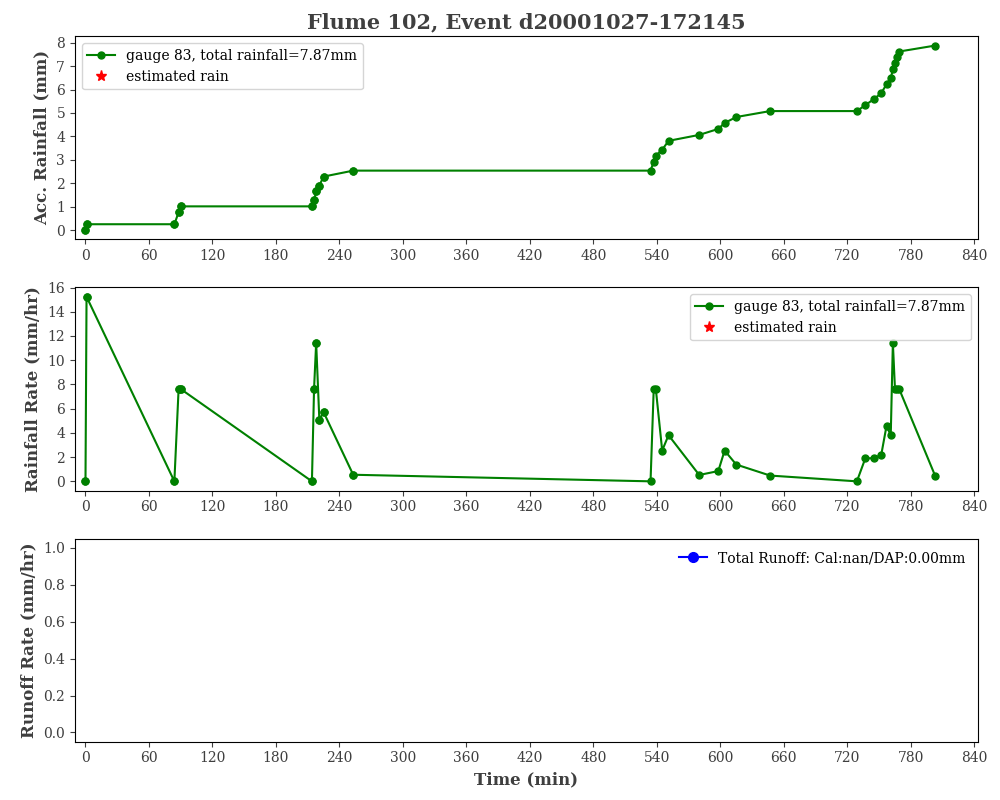 Flume 102, Event d20001027-172145
Acc. Rainfall (mm)
8
7
6
5
4
3
2
1
0
gauge 83, total rainfall=7.87mm
estimated rain
0 60 120 180 240 300 360 420 480 540 600 660 720 780 840
Rainfall Rate (mm/hr)
16
14
12
10
8
6
4
2
0
gauge 83, total rainfall=7.87mm
estimated rain
0 60 120 180 240 300 360 420 480 540 600 660 720 780 840
Runoff Rate (mm/hr)
1.0
0.8
0.6
0.4
0.2
0.0
Total Runoff: Cal:nan/DAP:0.00mm
0 60 120 180 240 300 360 420 480 540 600 660 720 780 840
Time (min)